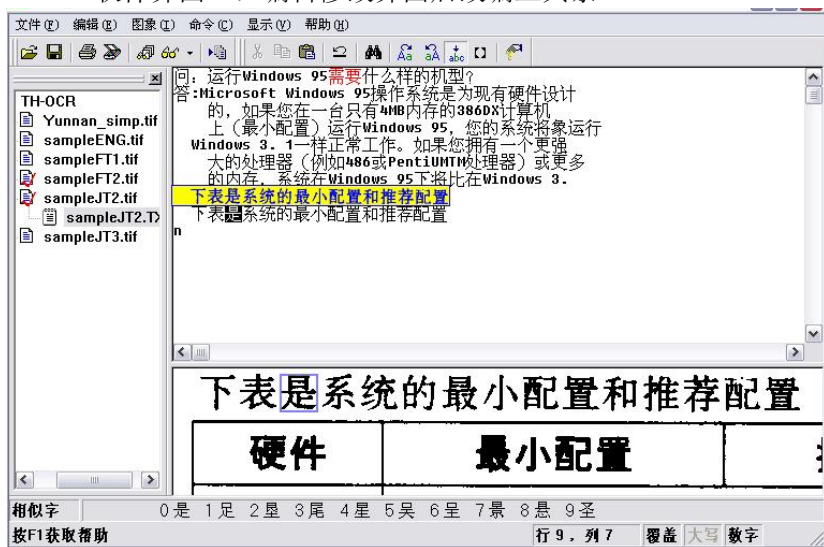 文件(F) 编辑(E) 图象(I) 命令(C) 显示(V) 帮助(H)
TH-OCR
Yunnan_simp.tif
sampleENG.tif
sampleFT1.tif
sampleFT2.tif
sampleJT2.tif
sampleJT2.T
sampleJT3.tif
问：运行Windows 95需要什么样的机型?
答:Microsoft Windows 95操作系统是为现有硬件设计
的，如果您在一台只有4MB内存的386DX计算机
上（最小配置）运行Windows 95，您的系统将象运行
Windows 3. 1一样正常工作。如果您拥有一个更强
大的处理器（例如486或PentiUMTM处理器）或更多
的内存，系统在Windows 95下将比在Windows 3.
下表是系统的最小配置和推荐配置
下表是系统的最小配置和推荐配置
n
下表是系统的最小配置和推荐配置
硬件 最小配置
相似字 0是 1足 2昰 3尾 4星 5吴 6呈 7景 8悬 9圣
按F1获取帮助 行 9，列 7 覆盖 大写 数字